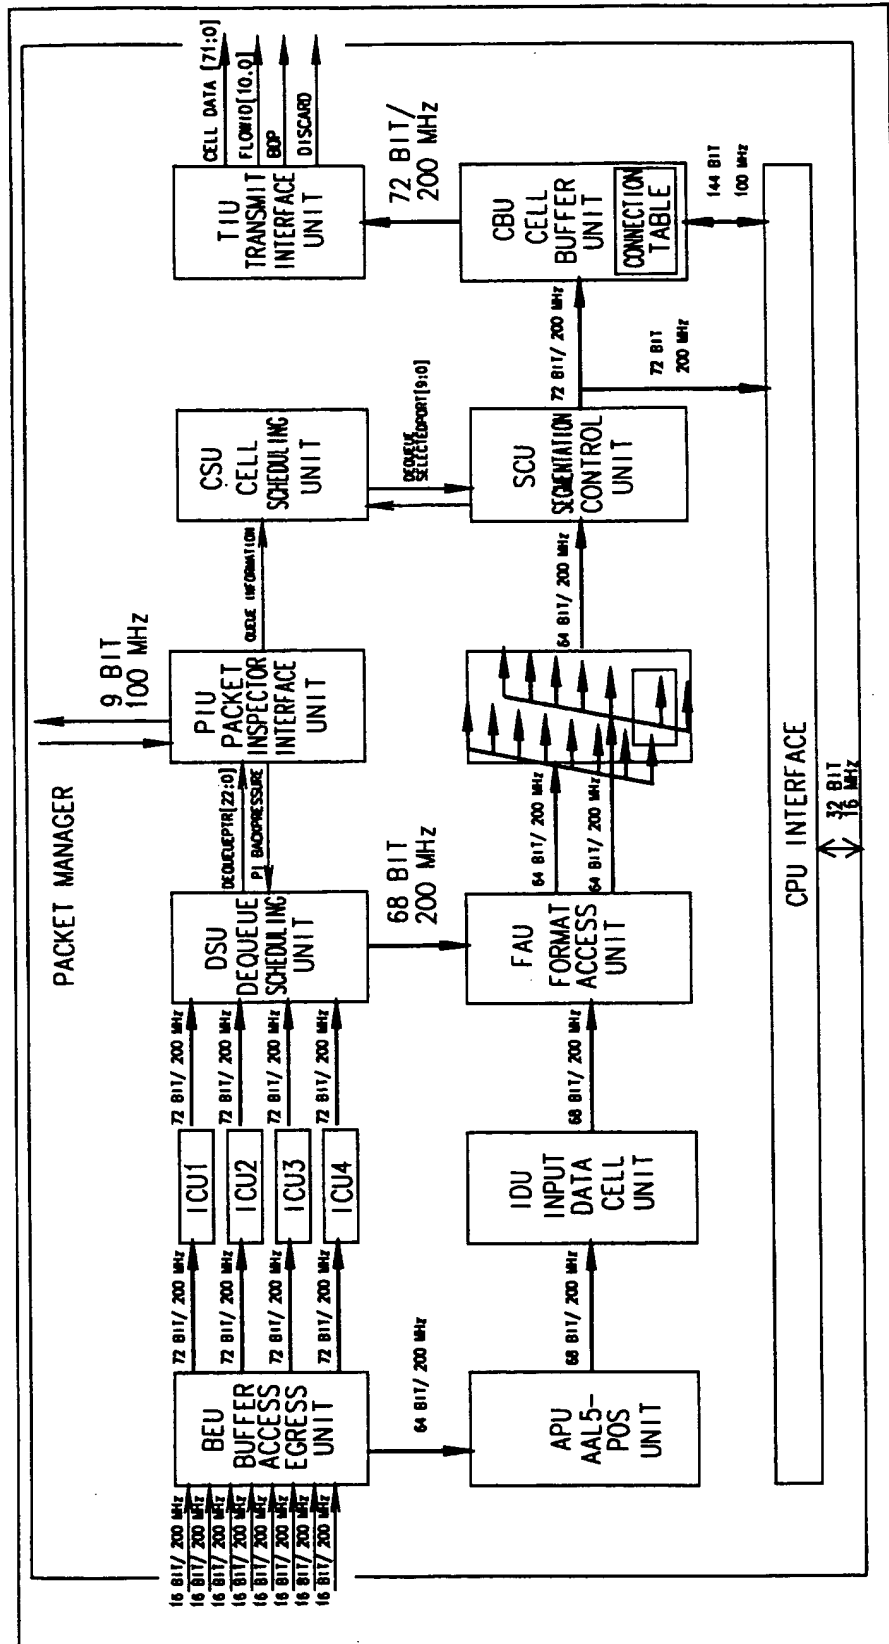 PACKET MANAGER
9 BIT
100 MHz
16 BIT/ 200 MHz
16 BIT/ 200 MHz
16 BIT/ 200 MHz
16 BIT/ 200 MHz
16 BIT/ 200 MHz
16 BIT/ 200 MHz
16 BIT/ 200 MHz
16 BIT/ 200 MHz
BEU
BUFFER
ACCESS
EGRESS
UNIT
72 BIT/ 200 MHz
72 BIT/ 200 MHz
72 BIT/ 200 MHz
72 BIT/ 200 MHz
ICU1
ICU2
ICU3
ICU4
72 BIT/ 200 MHz
72 BIT/ 200 MHz
72 BIT/ 200 MHz
72 BIT/ 200 MHz
DSU
DEQUEUE
SCHEDULING
UNIT
DEQUEUEPTR[22:0]
PI BACKPRESSURE
PIU
PACKET
INSPECTOR
INTERFACE
UNIT
QUEUE INFORMATION
CSU
CELL
SCHEDULING
UNIT
TIU
TRANSMIT
INTERFACE
UNIT
CELL DATA [71:0]
FLOWID[10.0]
BOP
DISCARD
64 BIT/ 200 MHz
68 BIT
200 MHz
DEQUEUE
SELECTEDPORT[9:0]
72 BIT/
200 MHz
APU
AAL5-
POS
UNIT
68 BIT/ 200 MHz
IDU
INPUT
DATA
CELL
UNIT
68 BIT/ 200 MHz
FAU
FORMAT
ACCESS
UNIT
64 BIT/ 200 MHz
64 BIT/ 200 MHz
64 BIT/ 200 MHz
SCU
SEGMENTATION
CONTROL
UNIT
72 BIT/ 200 MHz
CBU
CELL
BUFFER
UNIT
CONNECTION
TABLE
72 BIT
200 MHz
144 BIT
100 MHz
CPU INTERFACE
32 BIT
16 MHz